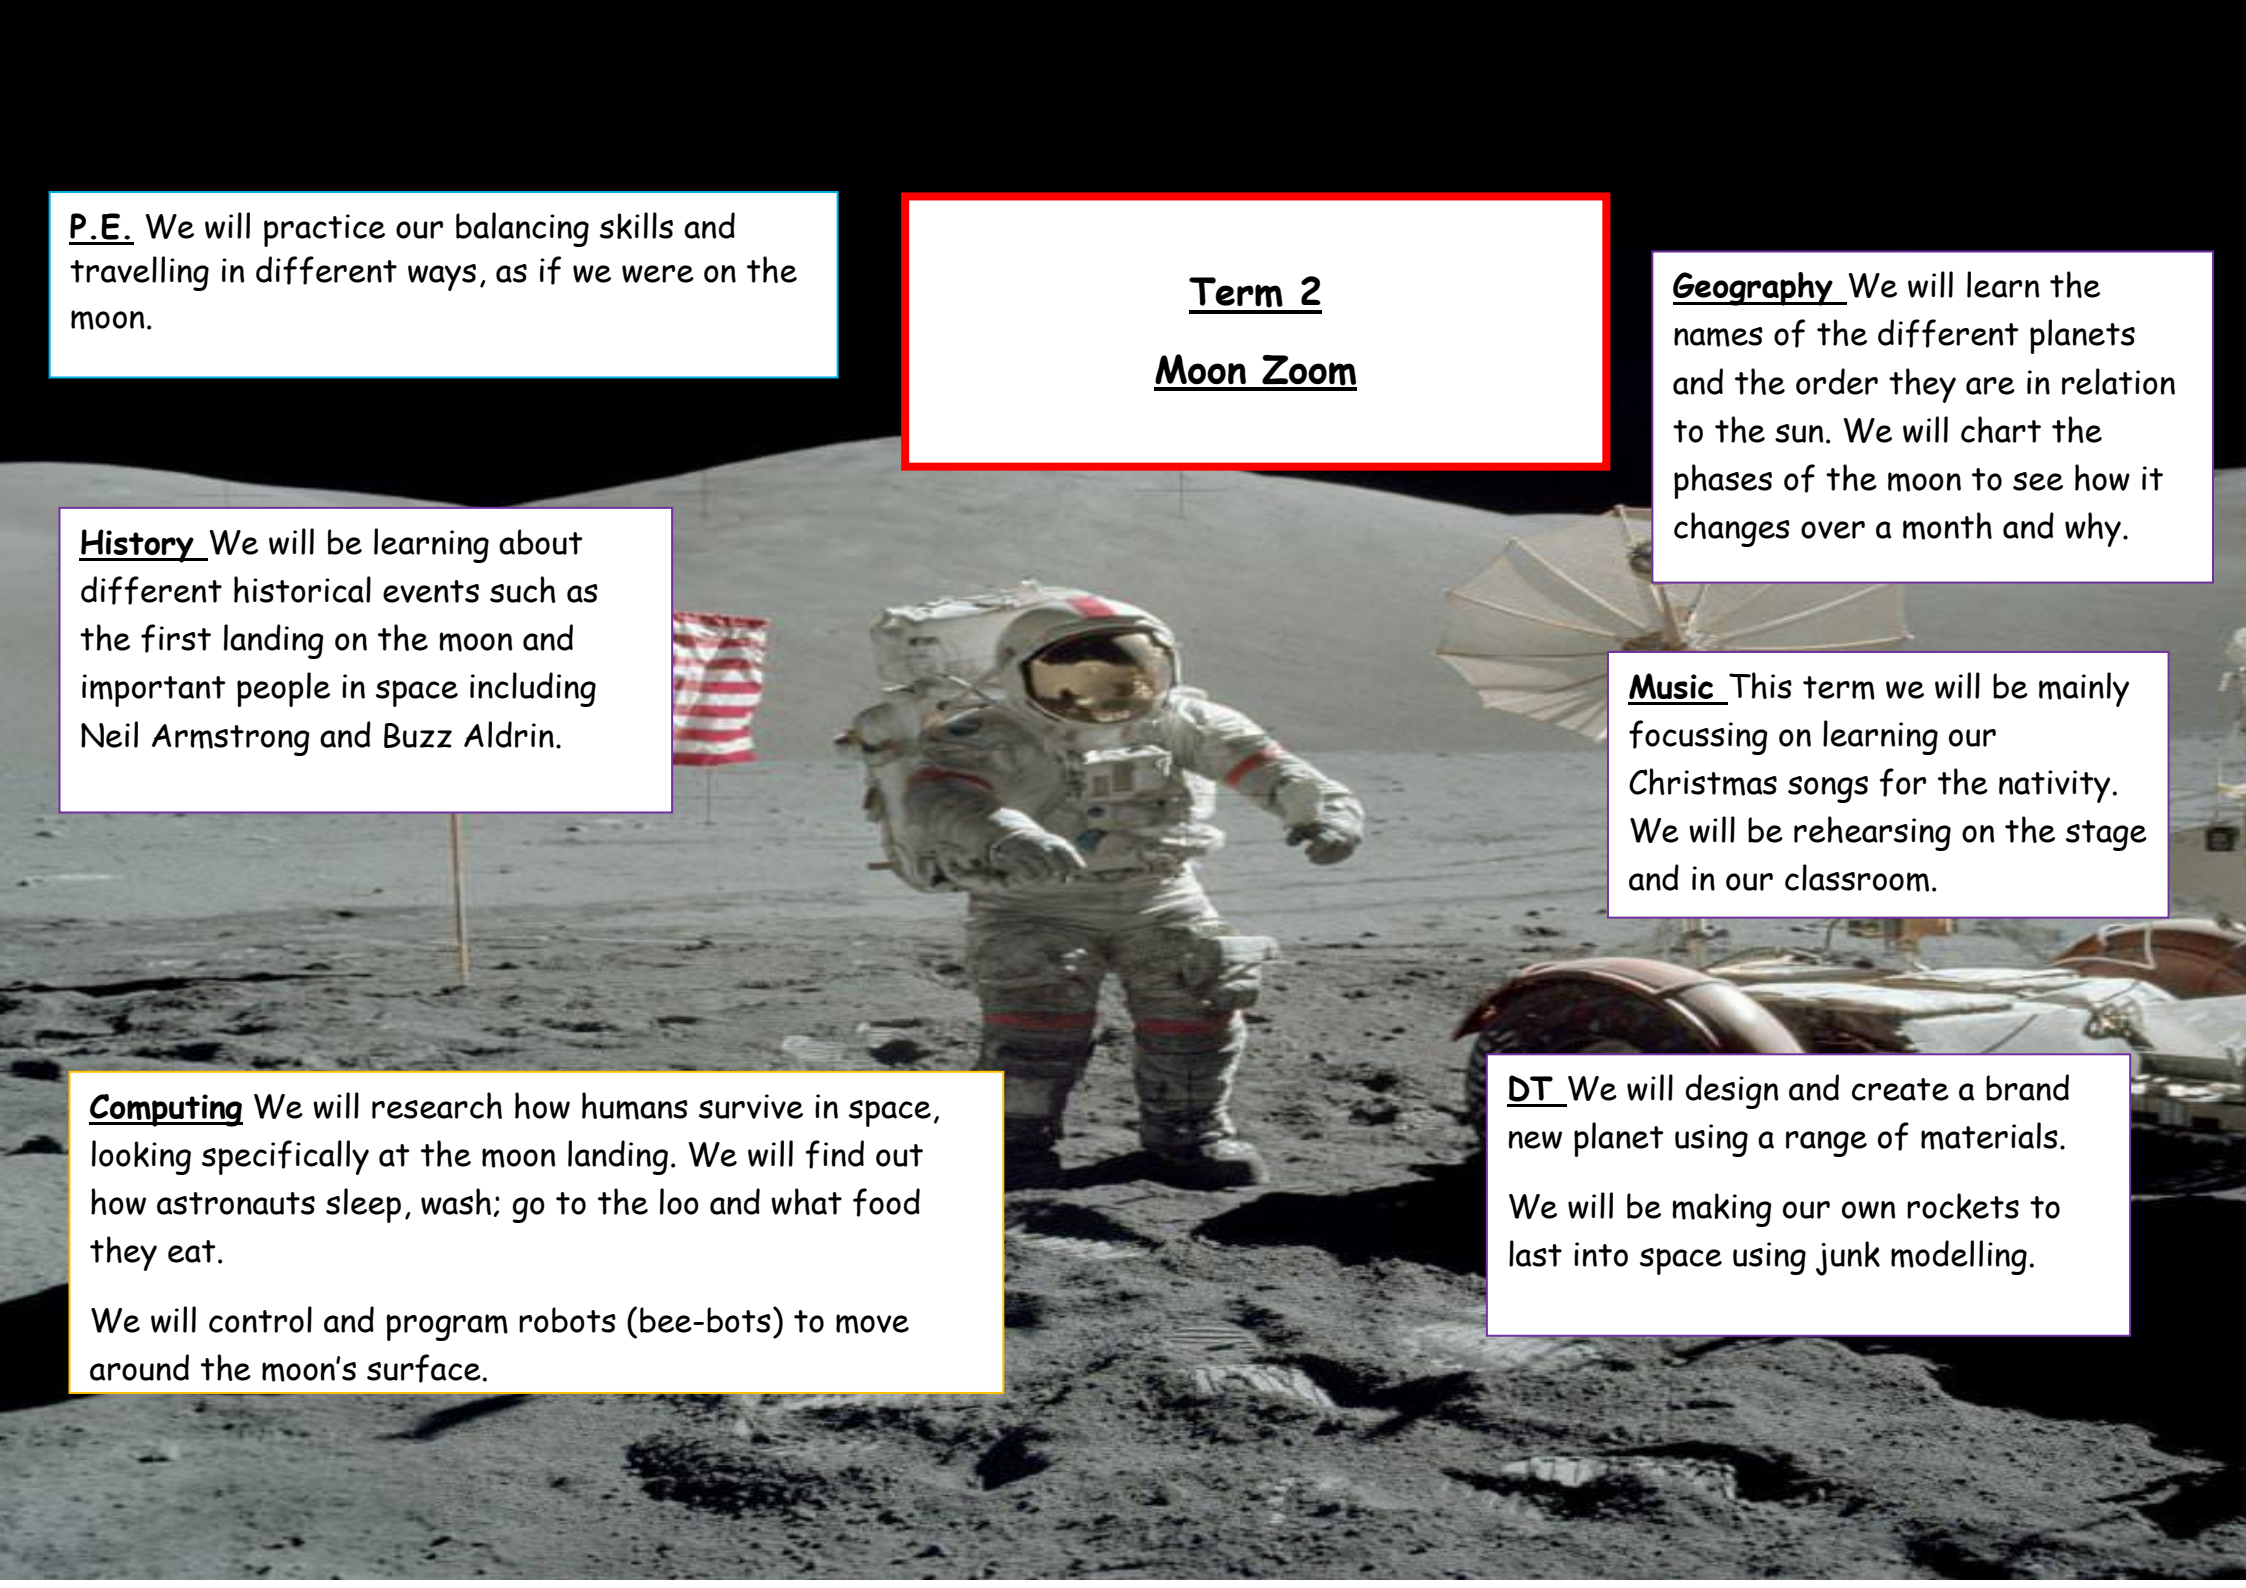 P.E. We will practice our balancing skills and
travelling in different ways, as if we were on the
moon.
Term 2
Moon Zoom
Geography We will learn the
names of the different planets
and the order they are in relation
to the sun. We will chart the
phases of the moon to see how it
changes over a month and why.
History We will be learning about
different historical events such as
the first landing on the moon and
important people in space including
Neil Armstrong and Buzz Aldrin.
Music This term we will be mainly
focussing on learning our
Christmas songs for the nativity.
We will be rehearsing on the stage
and in our classroom.
Computing We will research how humans survive in space,
looking specifically at the moon landing. We will find out
how astronauts sleep, wash; go to the loo and what food
they eat.
We will control and program robots (bee-bots) to move
around the moon's surface.
DT We will design and create a brand
new planet using a range of materials.
We will be making our own rockets to
last into space using junk modelling.